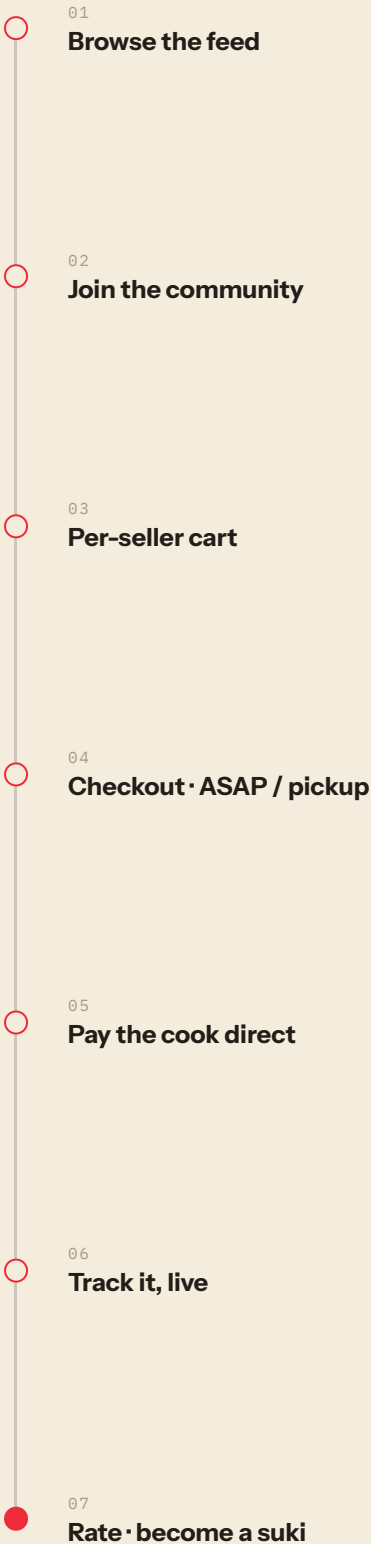 01
Browse the feed
02
Join the community
03
Per-seller cart
04
Checkout · ASAP / pickup
05
Pay the cook direct
06
Track it, live
07
Rate · become a suki